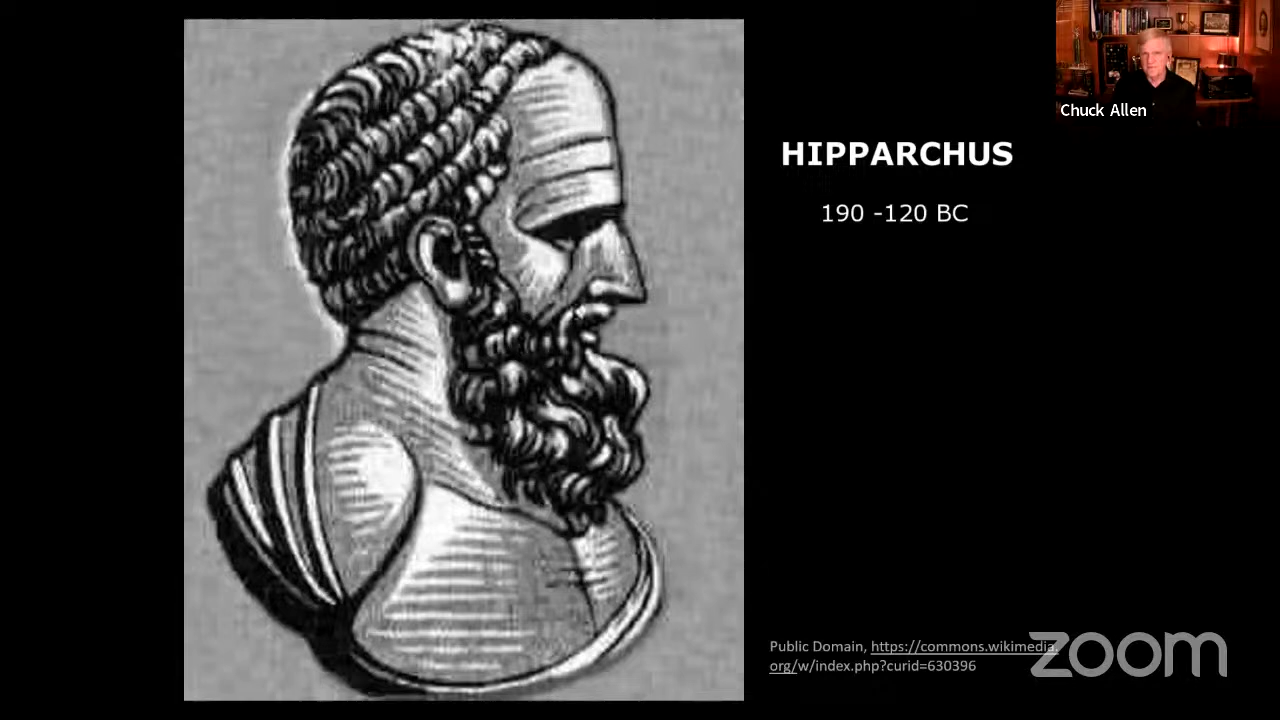 Chuck Allen
HIPPARCHUS
190 -120 BC
Public Domain, https://commons.wikimedia.
org/w/index.php?curid=630396
zoom